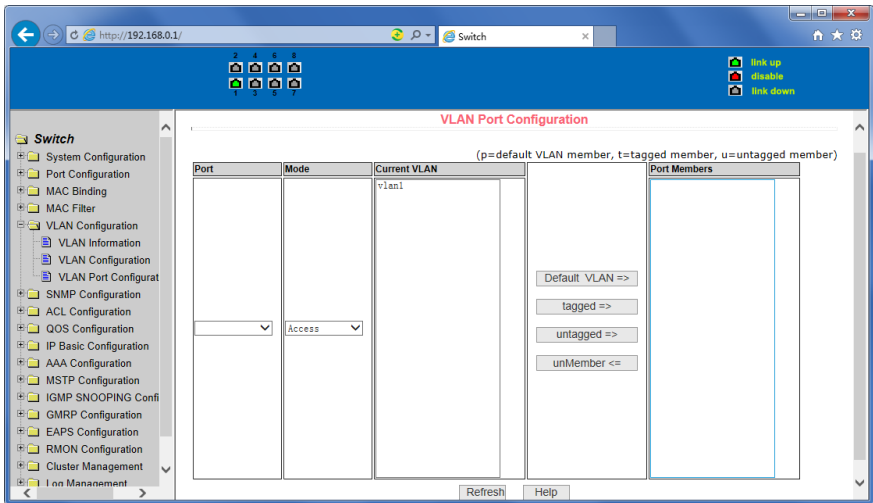 http://192.168.0.1/
Switch
2 4 6 8
1 3 5 7
link up
disable
link down
Switch
System Configuration
Port Configuration
MAC Binding
MAC Filter
VLAN Configuration
VLAN Information
VLAN Configuration
VLAN Port Configurat
SNMP Configuration
ACL Configuration
QOS Configuration
IP Basic Configuration
AAA Configuration
MSTP Configuration
IGMP SNOOPING Confi
GMRP Configuration
EAPS Configuration
RMON Configuration
Cluster Management
Log Management
VLAN Port Configuration
(p=default VLAN member, t=tagged member, u=untagged member)
Port Mode Current VLAN Port Members
vlan1
Access
Default VLAN =>
tagged =>
untagged =>
unMember <=
Refresh Help